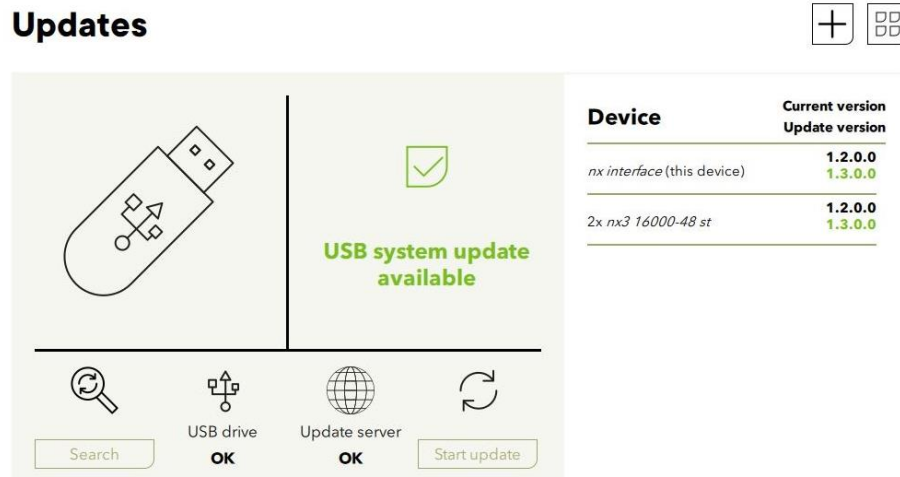 Updates
USB system update
available
Search
USB drive
OK
Update server
OK
Start update
Device
Current version
Update version
nx interface (this device)
1.2.0.0
1.3.0.0
2x nx3 16000-48 st
1.2.0.0
1.3.0.0